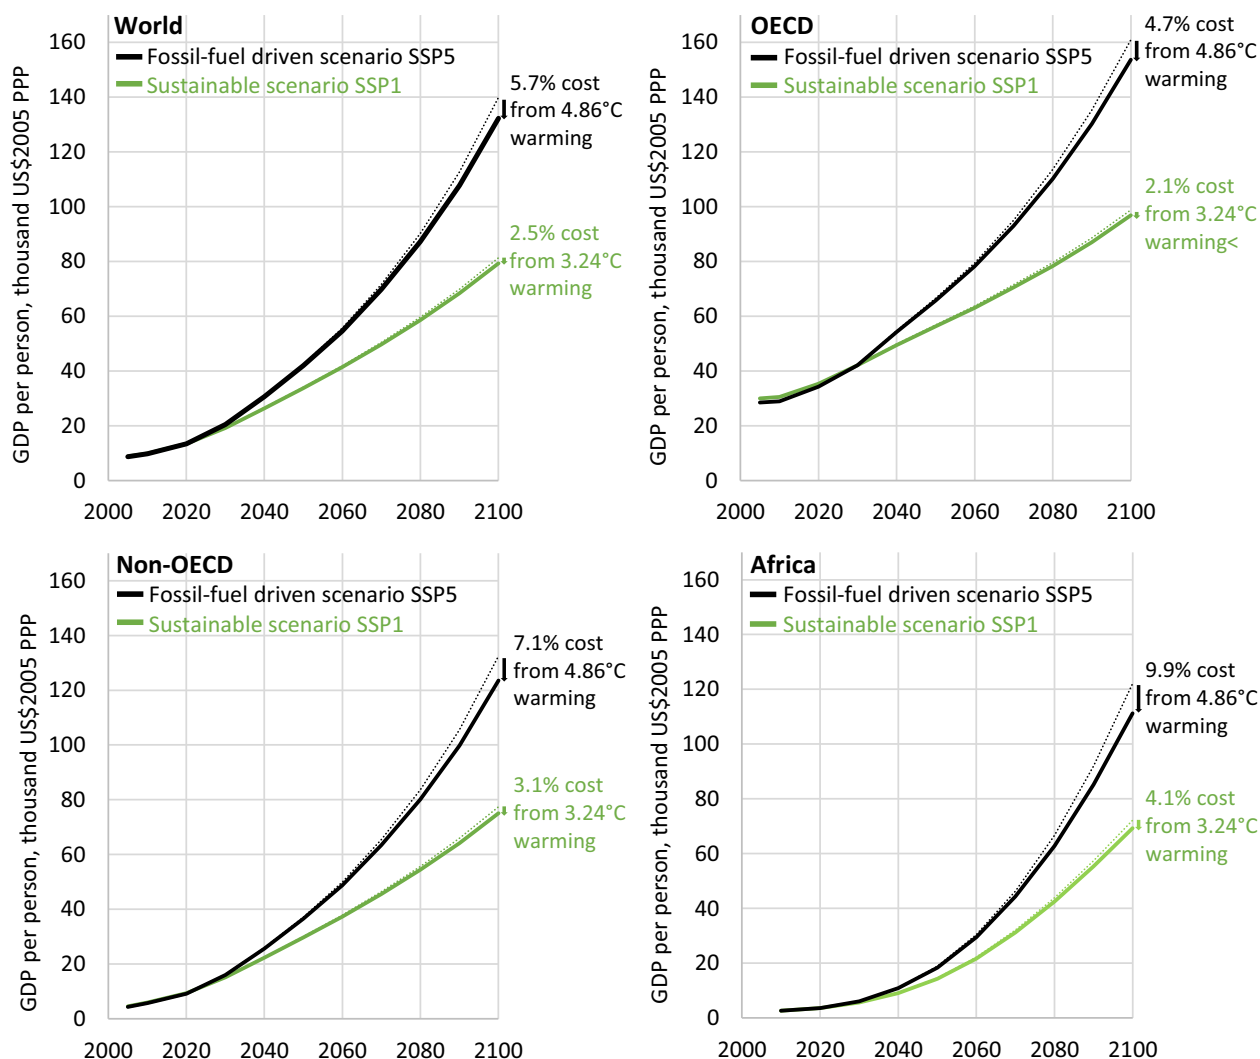 World
Fossil-fuel driven scenario SSP5
Sustainable scenario SSP1
GDP per person, thousand US$2005 PPP
160
140
120
100
80
60
40
20
0
2000 2020 2040 2060 2080 2100
5.7% cost
from 4.86°C
warming
2.5% cost
from 3.24°C
warming
OECD
Fossil-fuel driven scenario SSP5
Sustainable scenario SSP1
GDP per person, thousand US$2005 PPP
160
140
120
100
80
60
40
20
0
2000 2020 2040 2060 2080 2100
4.7% cost
from 4.86°C
warming
2.1% cost
from 3.24°C
warming<
Non-OECD
Fossil-fuel driven scenario SSP5
Sustainable scenario SSP1
GDP per person, thousand US$2005 PPP
160
140
120
100
80
60
40
20
0
2000 2020 2040 2060 2080 2100
7.1% cost
from 4.86°C
warming
3.1% cost
from 3.24°C
warming
Africa
Fossil-fuel driven scenario SSP5
Sustainable scenario SSP1
GDP per person, thousand US$2005 PPP
160
140
120
100
80
60
40
20
0
2000 2020 2040 2060 2080 2100
9.9% cost
from 4.86°C
warming
4.1% cost
from 3.24°C
warming